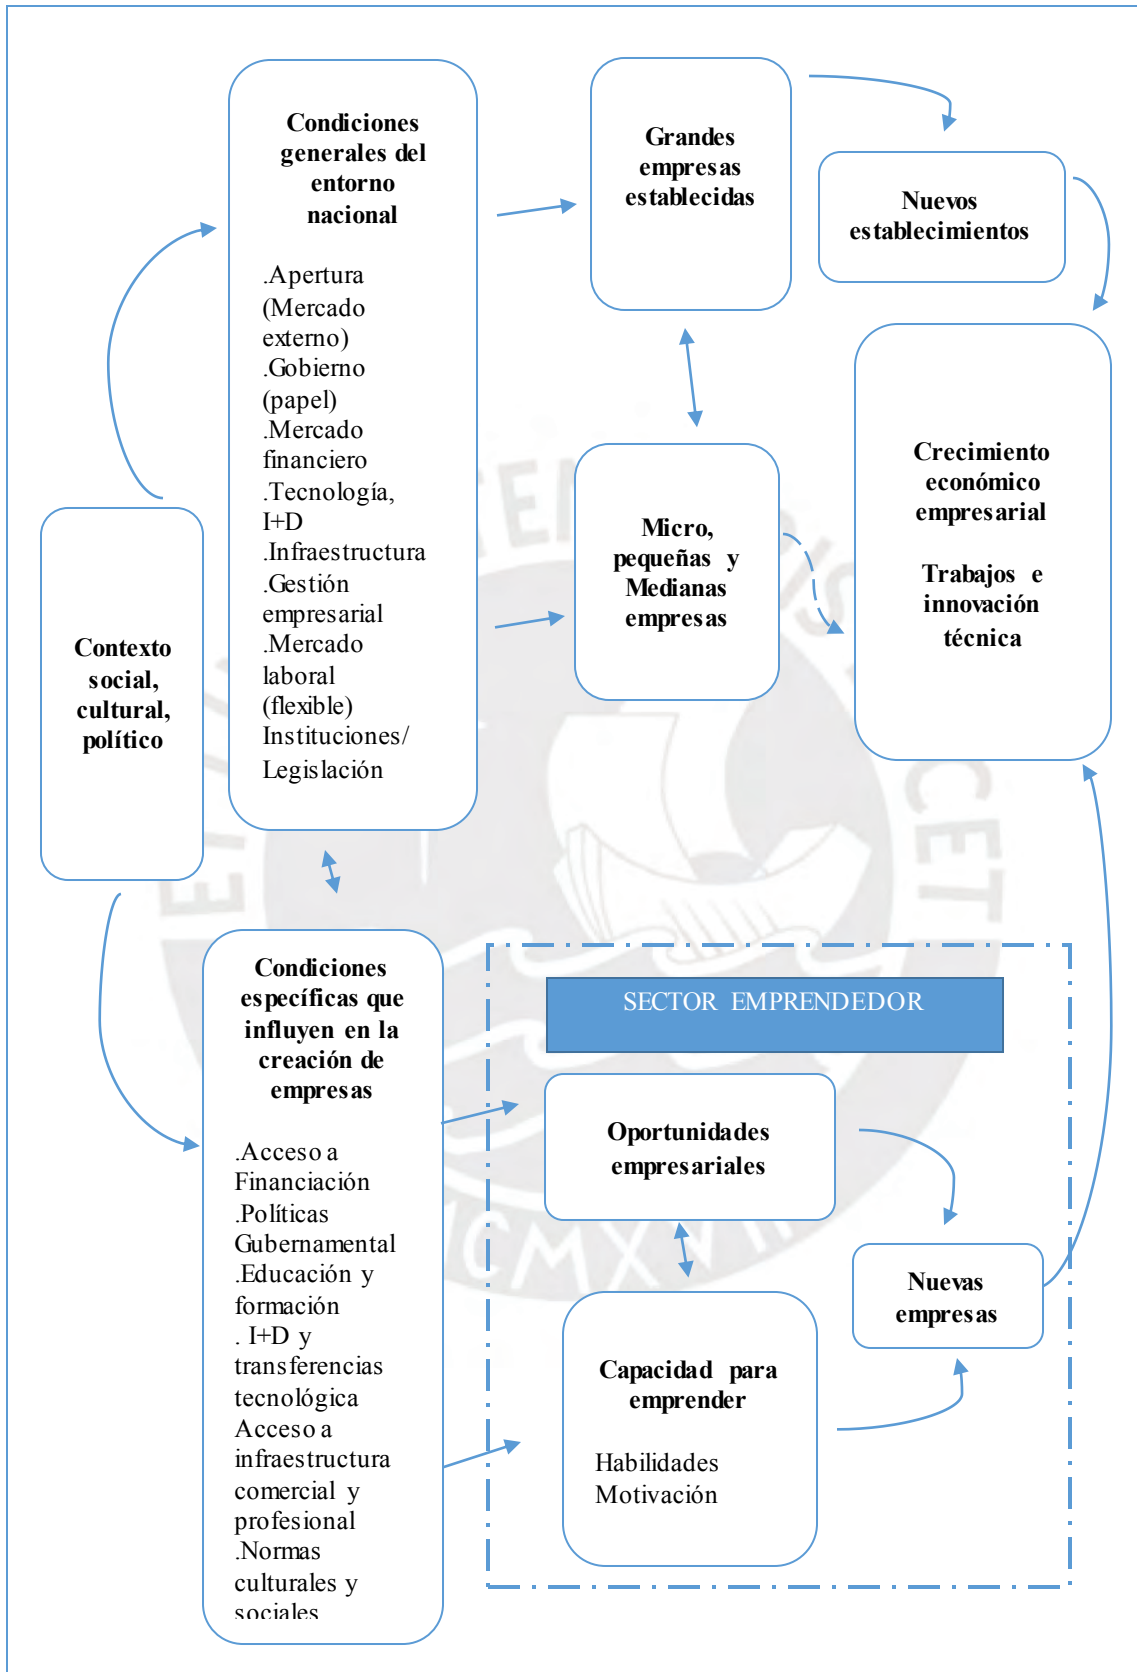 Condiciones
generales del
entorno
nacional
.Apertura
(Mercado
externo)
.Gobierno
(papel)
.Mercado
financiero
.Tecnología,
I+D
.Infraestructura
.Gestión
empresarial
.Mercado
laboral
(flexible)
Instituciones/
Legislación
Grandes
empresas
establecidas
Nuevos
establecimientos
Micro,
pequeñas y
Medianas
empresas
Crecimiento
económico
empresarial
Trabajos e
innovación
técnica
Contexto
social,
cultural,
político
Condiciones
específicas que
influyen en la
creación de
empresas
.Acceso a
Financiación
.Políticas
Gubernamental
.Educación y
formación
. I+D y
transferencias
tecnológica
Acceso a
infraestructura
comercial y
profesional
.Normas
culturales y
sociales
SECTOR EMPRENDEDOR
Oportunidades
empresariales
Capacidad para
emprender
Habilidades
Motivación
Nuevas
empresas
MCMXVII